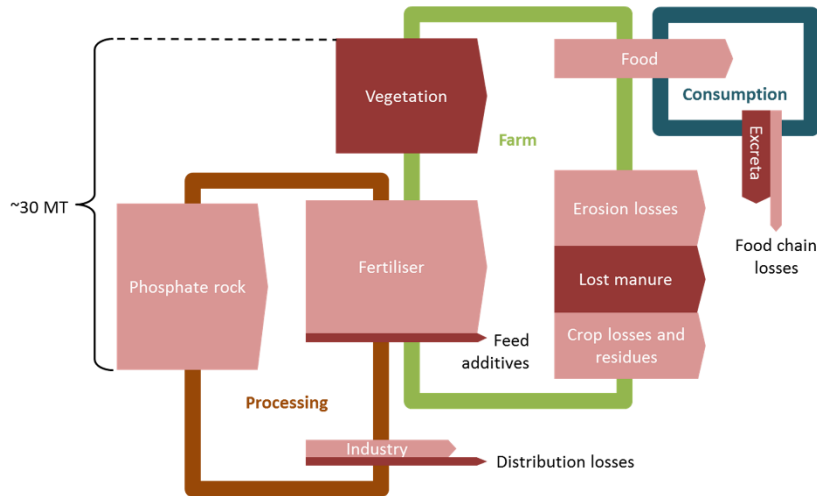 Vegetation
Food
Consumption
Farm
Excreta
~30 MT
Phosphate rock
Fertiliser
Erosion losses
Lost manure
Food chain
losses
Crop losses and
residues
Feed
additives
Processing
Industry
Distribution losses